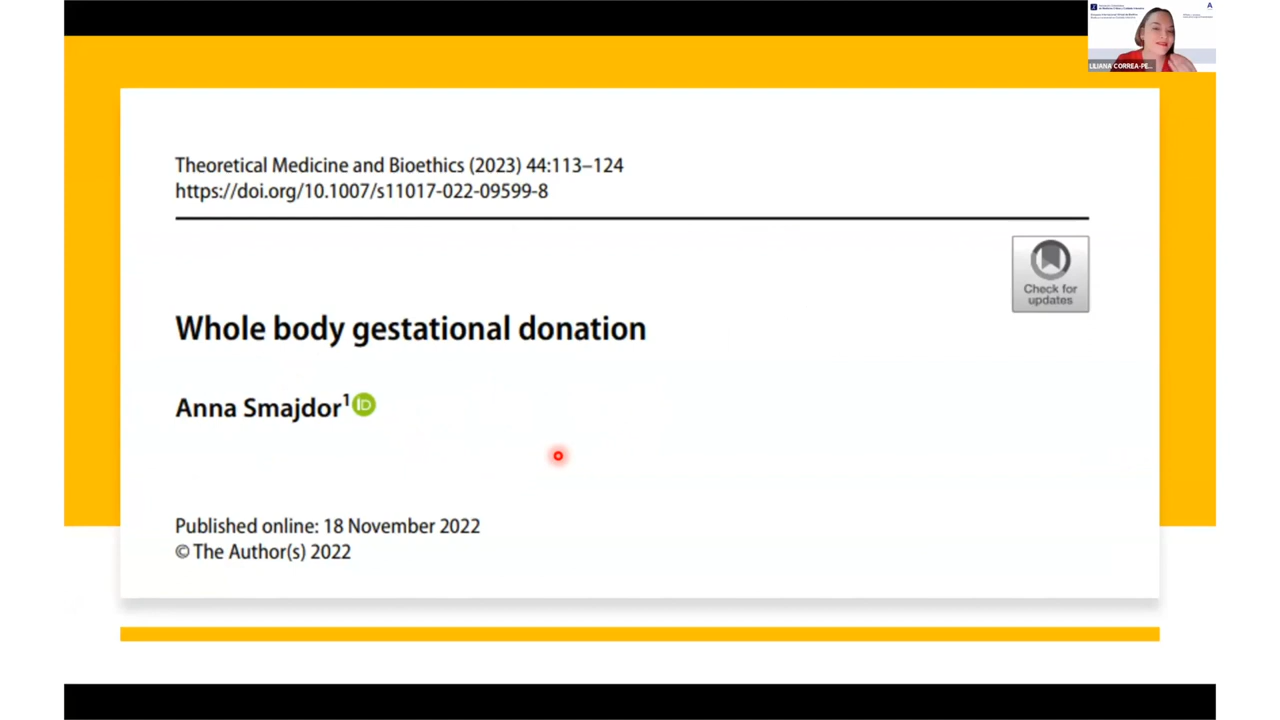 LILIANA CORREA-PE...
Theoretical Medicine and Bioethics (2023) 44:113–124
https://doi.org/10.1007/s11017-022-09599-8
Check for
updates
Whole body gestational donation
Anna Smajdor1 iD
Published online: 18 November 2022
© The Author(s) 2022